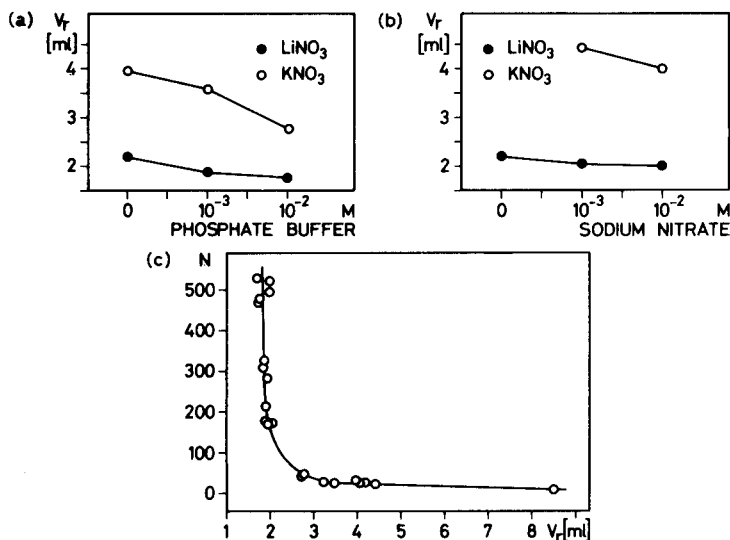 (a) Vr [ml]
● LiNO3
○ KNO3
4
3
2
0 10⁻³ 10⁻² M
PHOSPHATE BUFFER
(b) Vr [ml]
● LiNO3
○ KNO3
4
3
2
0 10⁻³ 10⁻² M
SODIUM NITRATE
(c) N
500
400
300
200
100
0
1 2 3 4 5 6 7 8 Vr[ml]